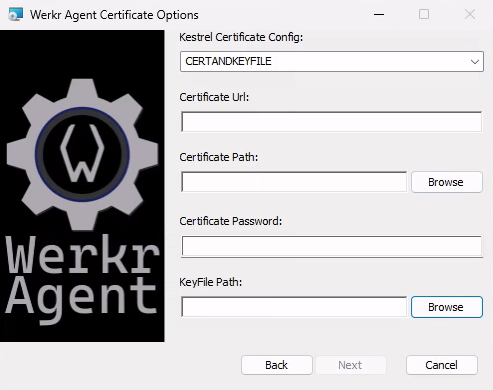 Werkr Agent Certificate Options
Kestrel Certificate Config:
CERTANDKEYFILE
Certificate Url:
Certificate Path:
Browse
Certificate Password:
KeyFile Path:
Browse
Werkr
Agent
Back
Next
Cancel